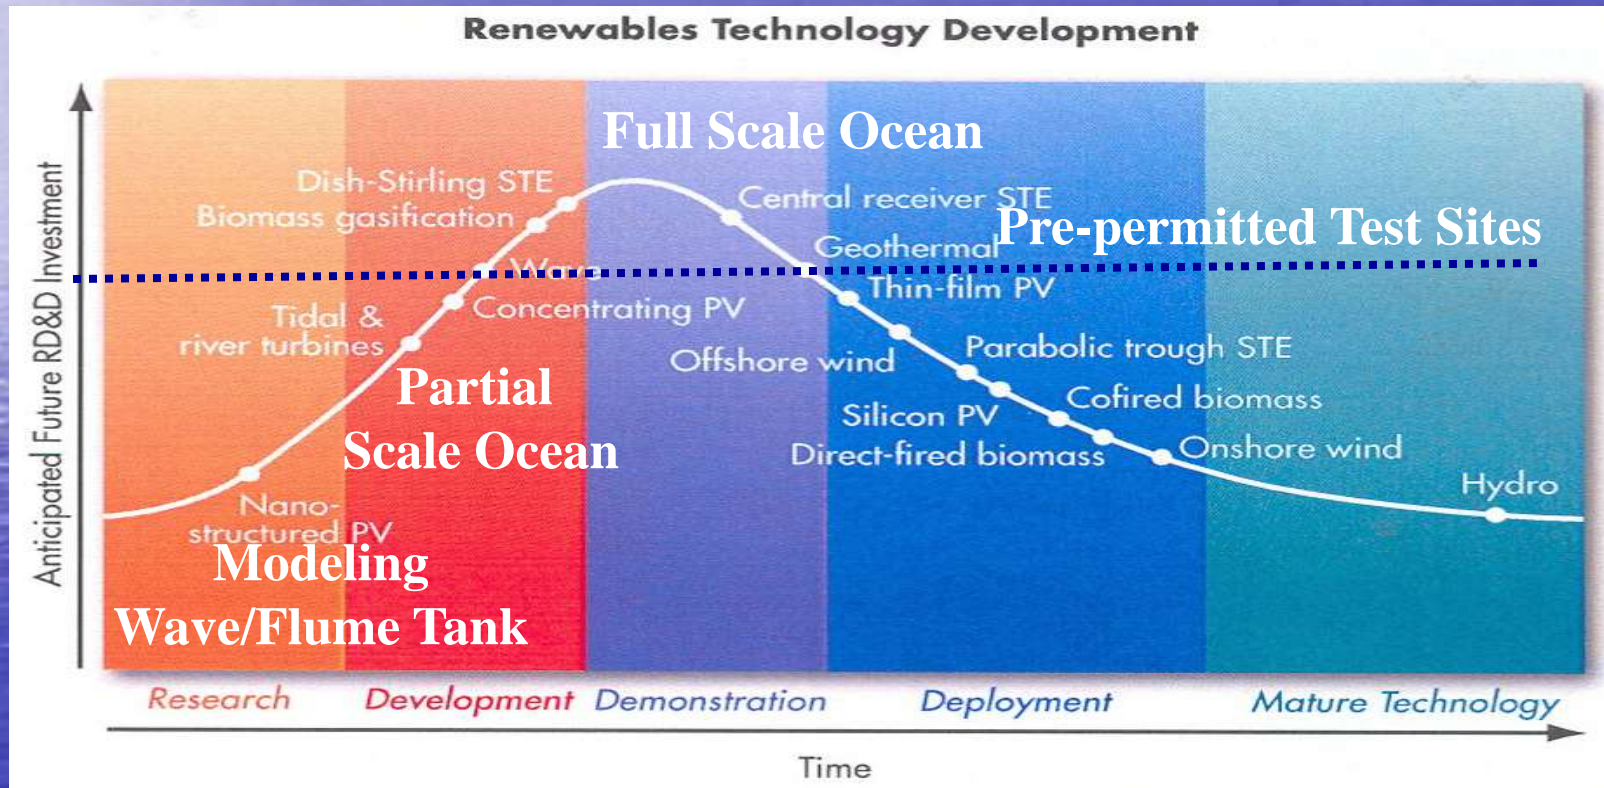 Renewables Technology Development
Anticipated Future RD&D Investment
Full Scale Ocean
Dish-Stirling STE
Biomass gasification
Central receiver STE
Pre-permitted Test Sites
Geothermal
Wave
Thin-film PV
Concentrating PV
Tidal &
river turbines
Offshore wind
Parabolic trough STE
Partial
Scale Ocean
Silicon PV
Cofired biomass
Direct-fired biomass
Onshore wind
Hydro
Nano-
structured PV
Modeling
Wave/Flume Tank
Research
Development
Demonstration
Deployment
Mature Technology
Time